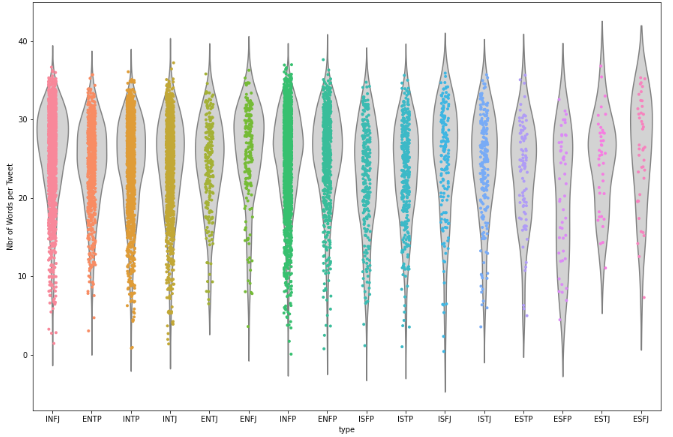 40
30
20
10
0
Nbr of Words per Tweet
INFJ ENTP INTP INTJ ENTJ ENFJ INFP ENFP ISFP ISTP ISFJ ISTJ ESTP ESFP ESTJ ESFJ
type